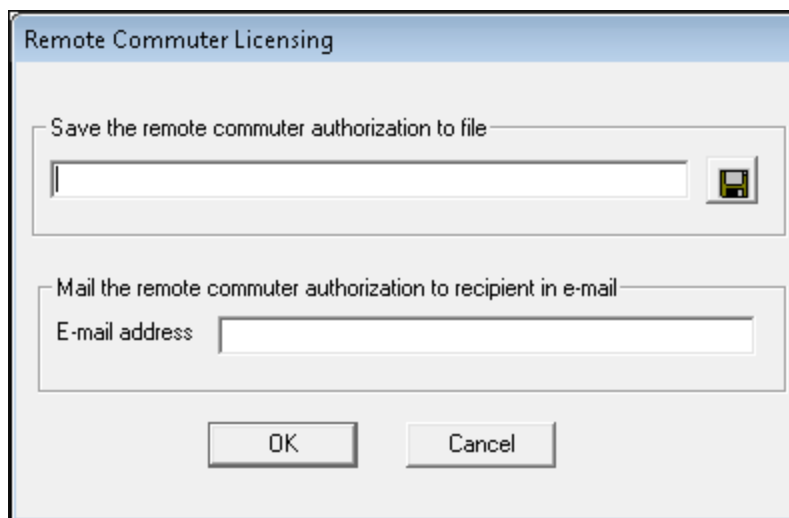 Remote Commuter Licensing
Save the remote commuter authorization to file
Mail the remote commuter authorization to recipient in e-mail
E-mail address
OK
Cancel